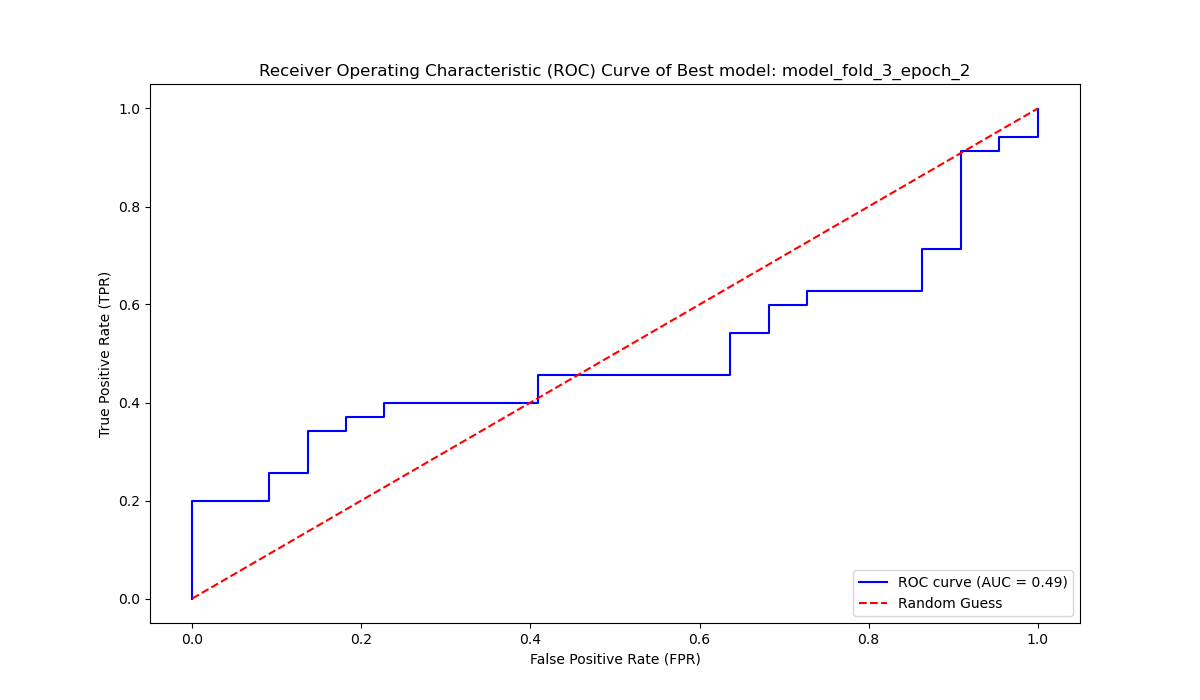 Receiver Operating Characteristic (ROC) Curve of Best model: model_fold_3_epoch_2
1.0
0.8
0.6
0.4
0.2
0.0
True Positive Rate (TPR)
ROC curve (AUC = 0.49)
Random Guess
0.0 0.2 0.4 0.6 0.8 1.0
False Positive Rate (FPR)